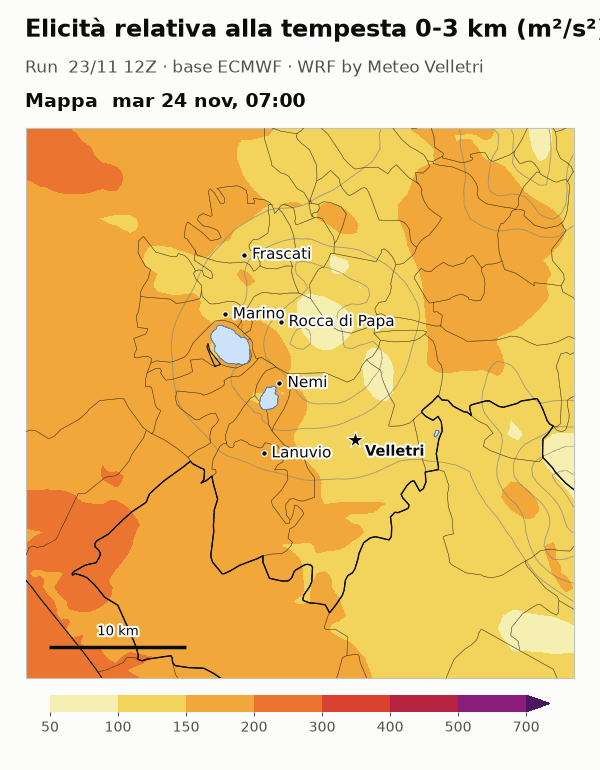 Elicità relativa alla tempesta 0-3 km (m²/s²)
Run 23/11 12Z · base ECMWF · WRF by Meteo Velletri
Mappa mar 24 nov, 07:00
Frascati
Marino
Rocca di Papa
Nemi
Velletri
Lanuvio
10 km
50 100 150 200 300 400 500 700